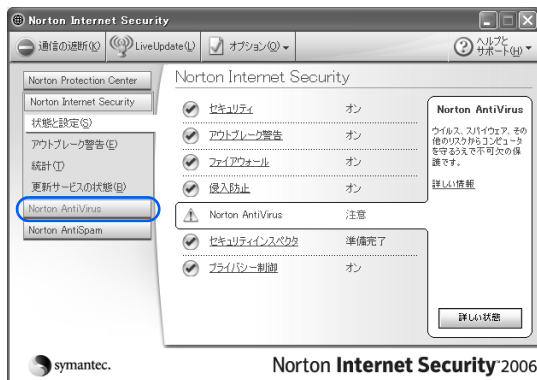 Norton Internet Security
通信の遮断(K)
LiveUpdate(L)
オプション(O)
ヘルプとサポート(H)
Norton Protection Center
Norton Internet Security
状態と設定(S)
アウトブレーク警告(E)
統計(T)
更新サービスの状態(B)
Norton AntiVirus
Norton AntiSpam
Norton Internet Security
セキュリティ オン
アウトブレーク警告 オン
ファイアウォール オン
侵入防止 オン
Norton AntiVirus 注意
セキュリティインスペクタ 準備完了
プライバシー制御 オン
Norton AntiVirus
ウイルス、スパイウェア、その
他のリスクからコンピュータ
を守るうえで不可欠の保
護です。
詳しい情報
詳しい状態
symantec.
Norton Internet Security 2006